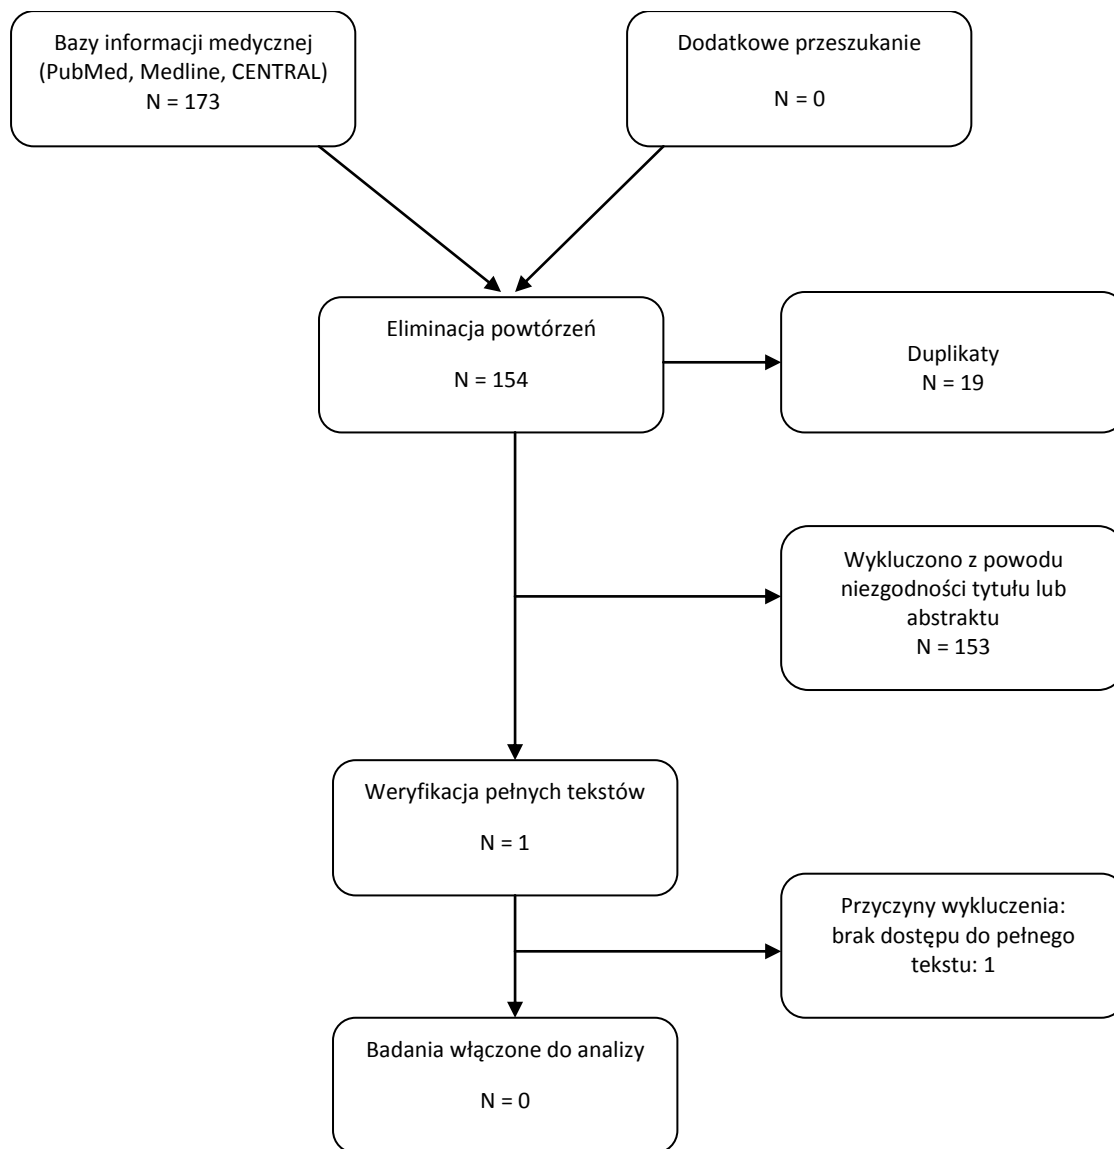 Bazy informacji medycznej
(PubMed, Medline, CENTRAL)
N = 173
Dodatkowe przeszukanie
N = 0
Eliminacja powtórzeń
N = 154
Duplikaty
N = 19
Wykluczono z powodu
niezgodności tytułu lub
abstraktu
N = 153
Weryfikacja pełnych tekstów
N = 1
Przyczyny wykluczenia:
brak dostępu do pełnego
tekstu: 1
Badania włączone do analizy
N = 0